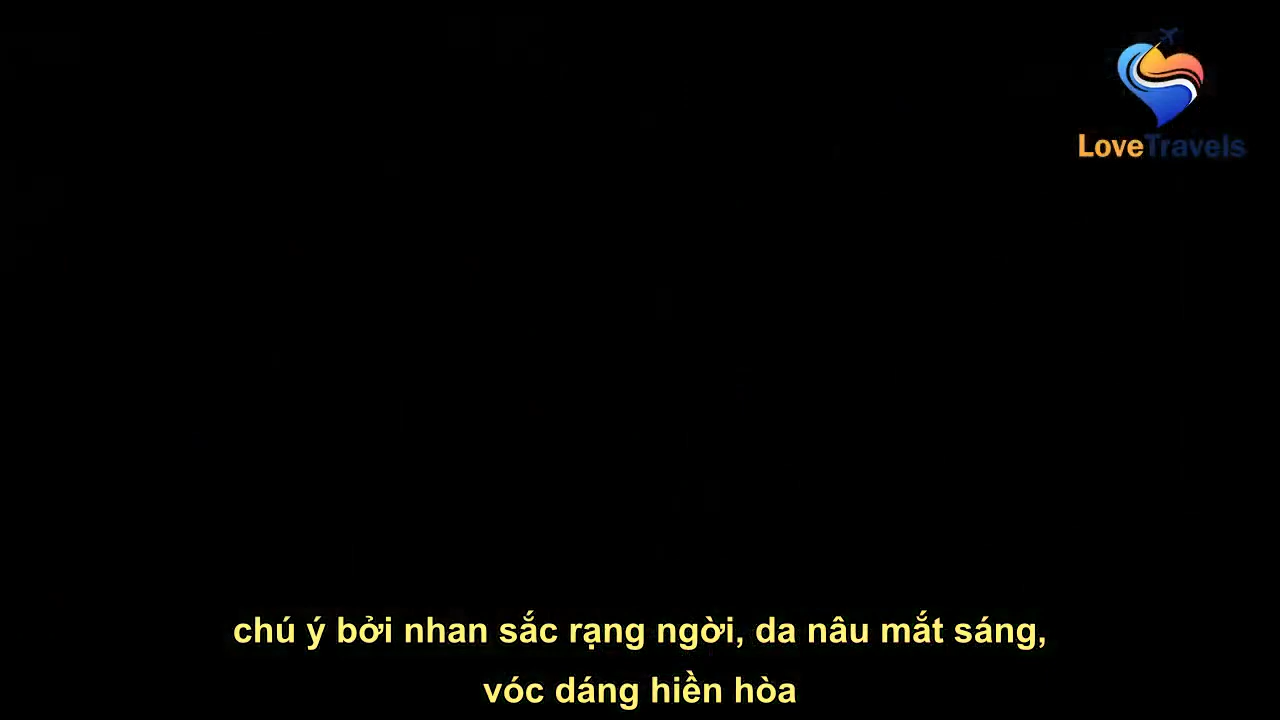 LoveTravels
chú ý bởi nhan sắc rạng ngời, da nâu mắt sáng,
vóc dáng hiền hòa